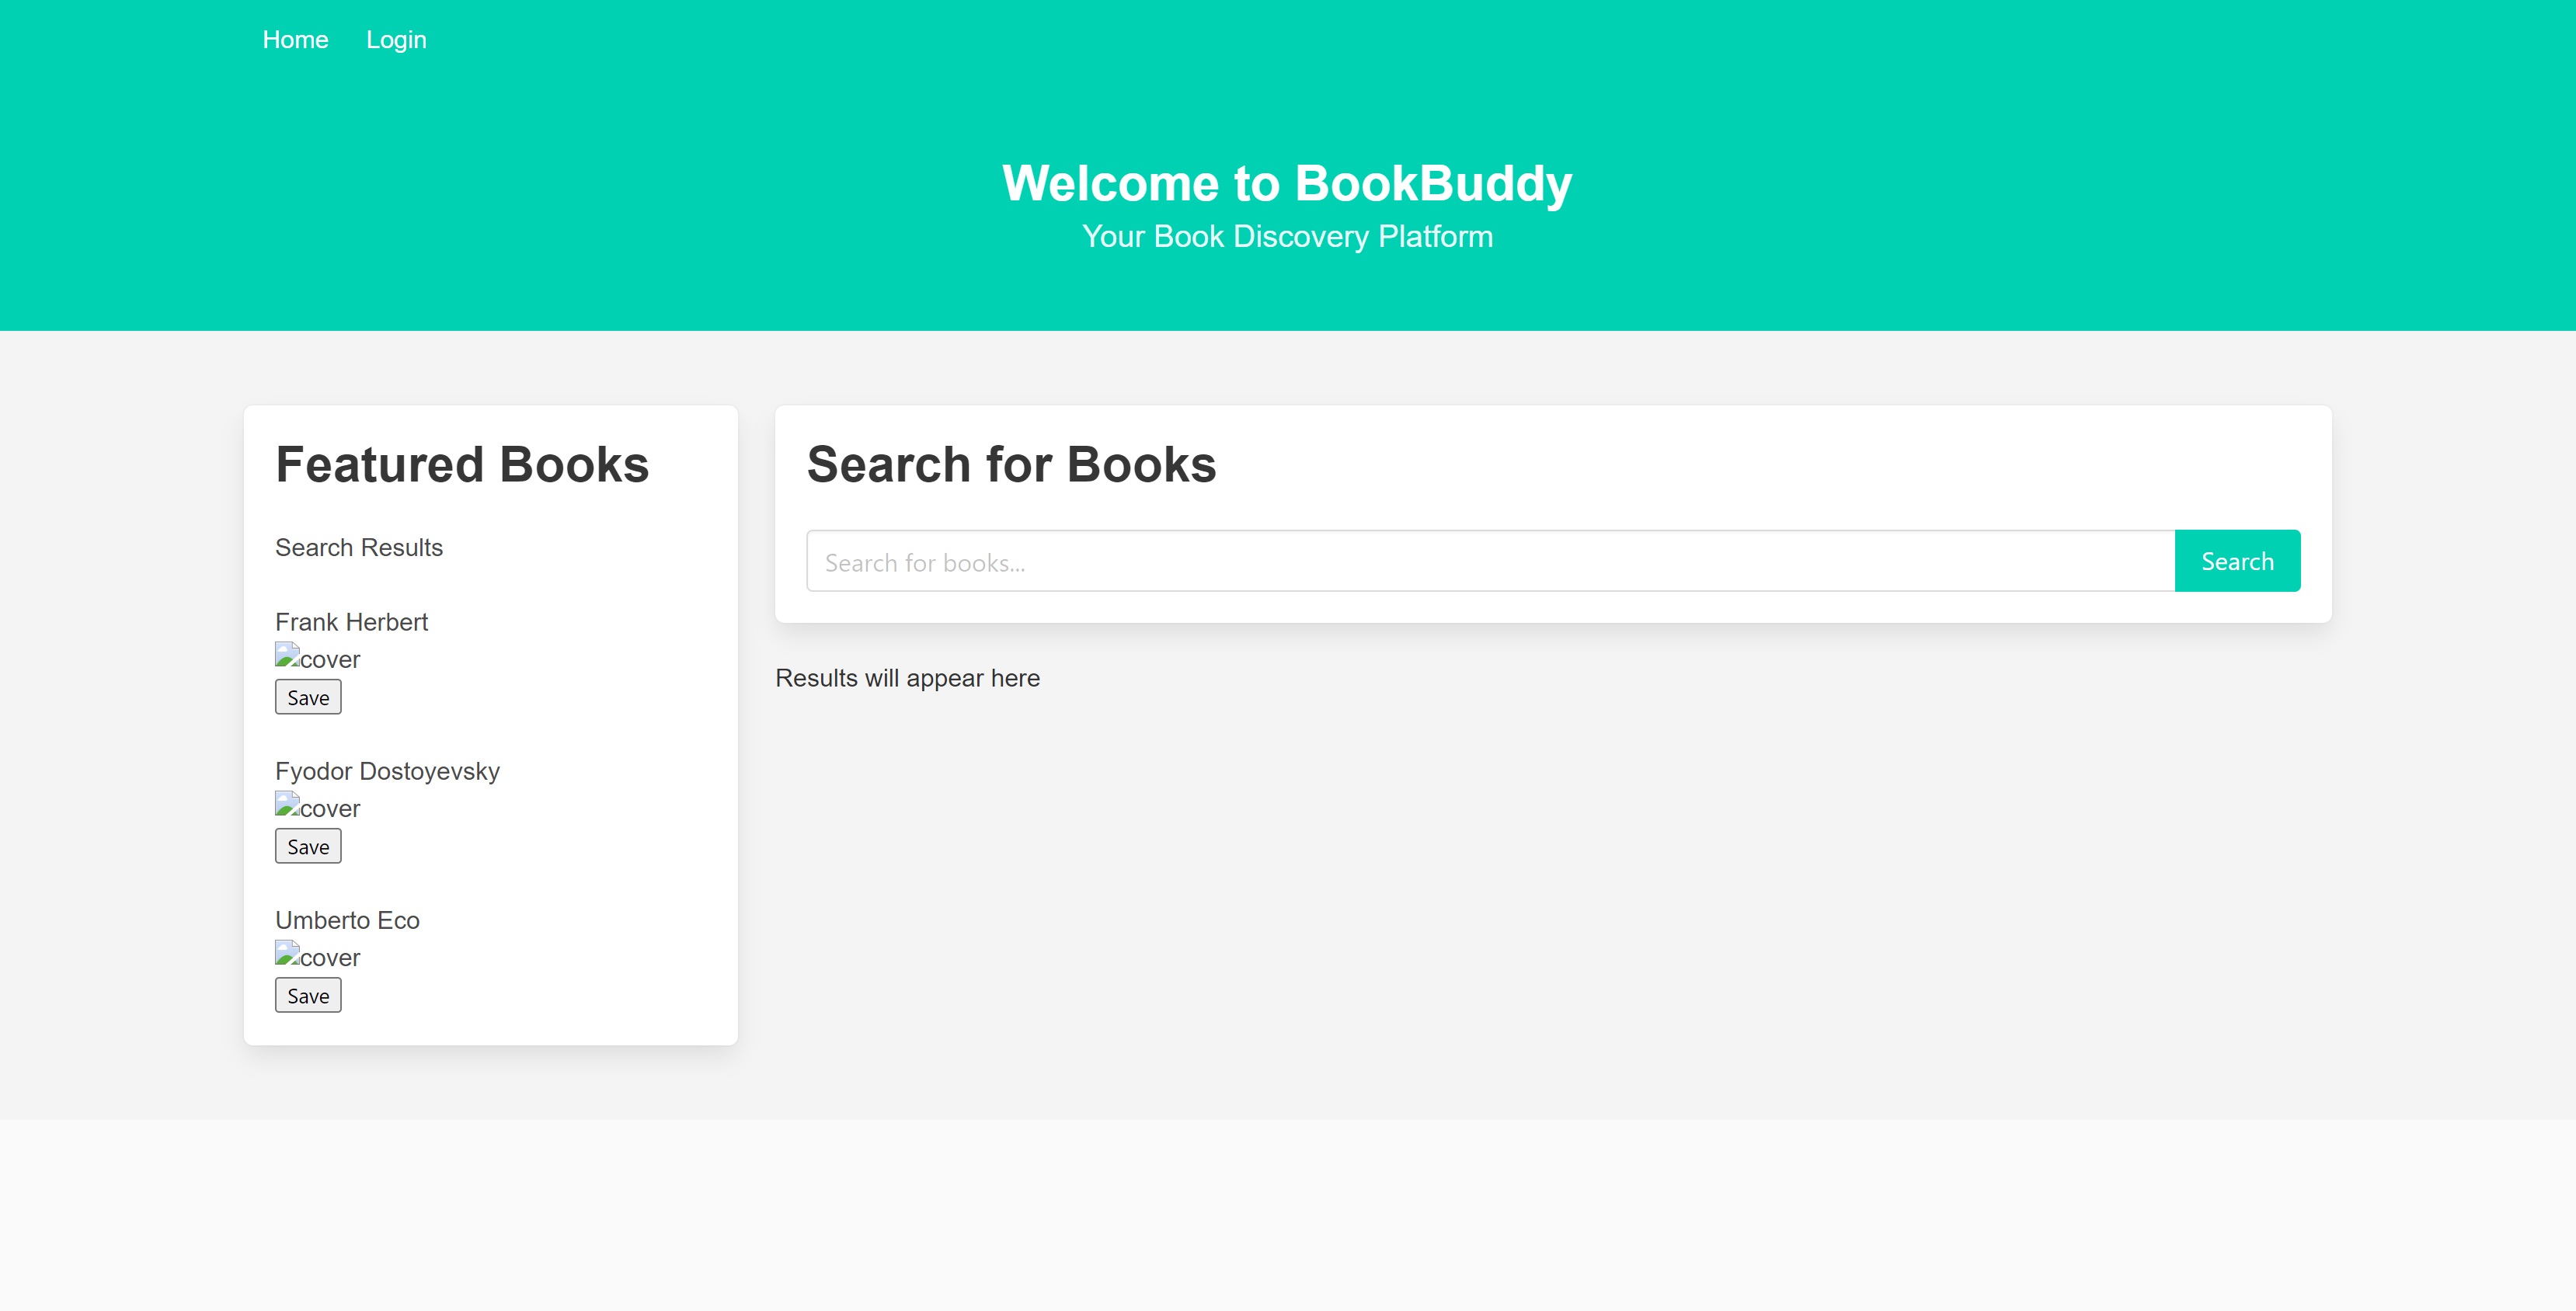 Home Login
Welcome to BookBuddy
Your Book Discovery Platform
Featured Books
Search Results
Frank Herbert
cover
Save
Fyodor Dostoyevsky
cover
Save
Umberto Eco
cover
Save
Search for Books
Search for books...
Search
Results will appear here